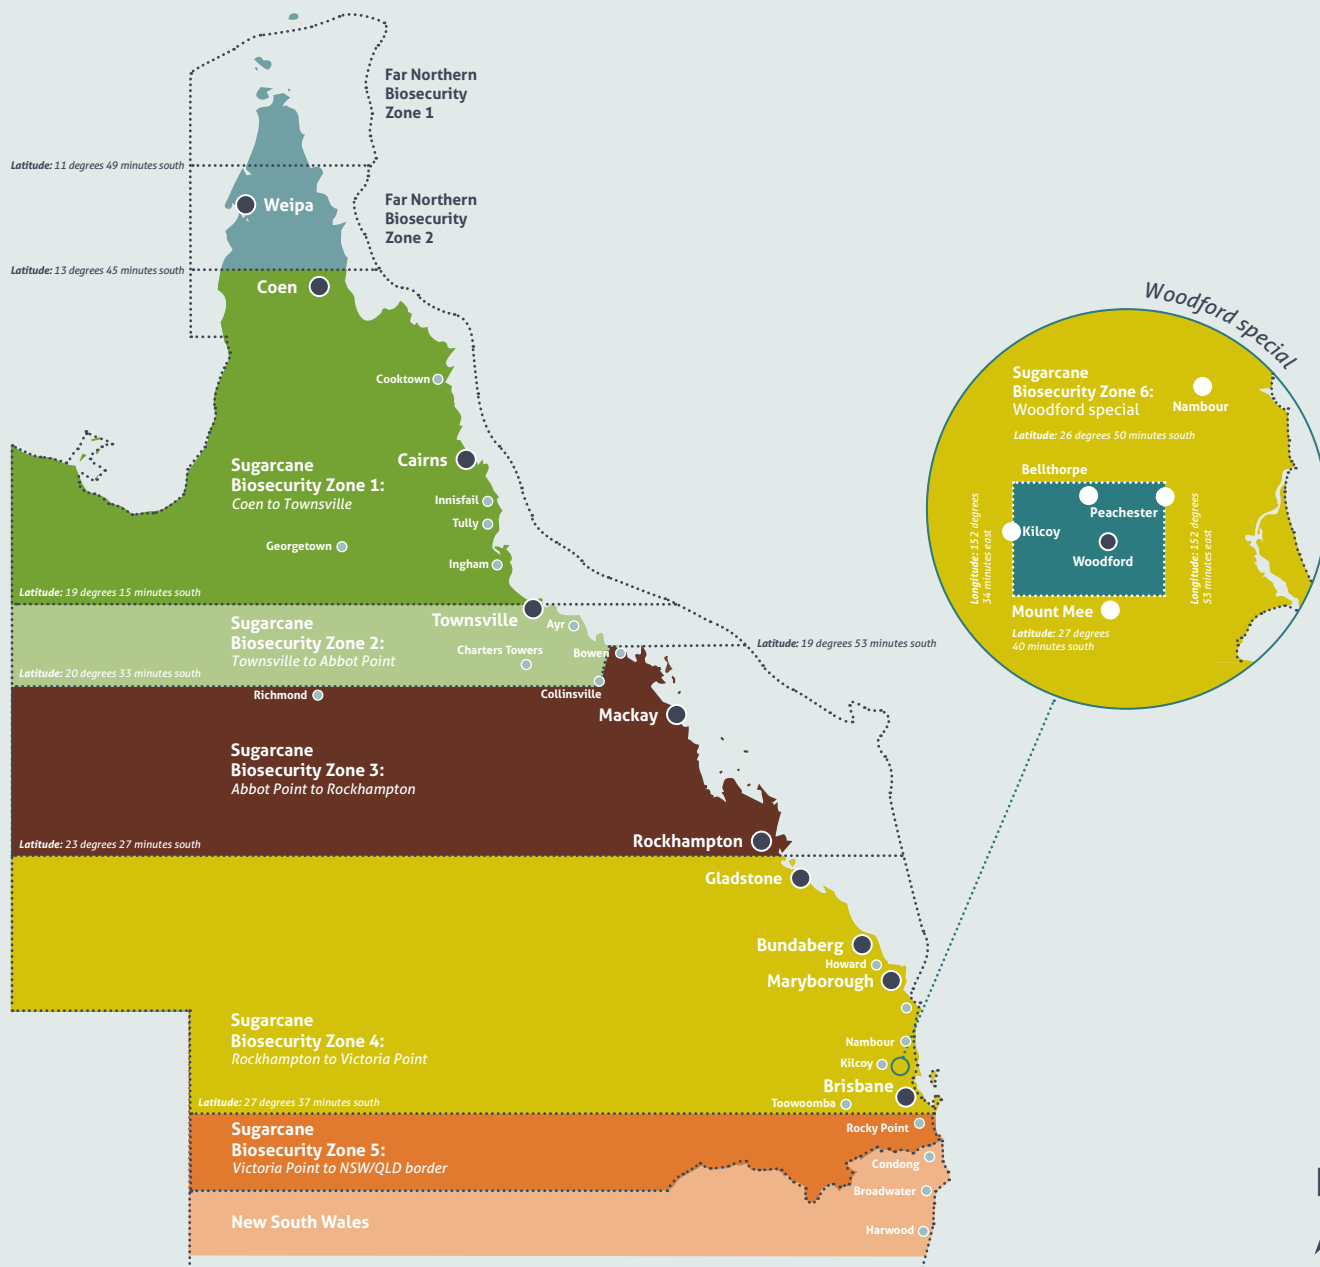 Far Northern
Biosecurity
Zone 1
Latitude: 11 degrees 49 minutes south
Far Northern
Biosecurity
Zone 2
Weipa
Latitude: 13 degrees 45 minutes south
Coen
Cooktown
Cairns
Sugarcane
Biosecurity Zone 1:
Coen to Townsville
Innisfail
Tully
Georgetown
Ingham
Latitude: 19 degrees 15 minutes south
Sugarcane
Biosecurity Zone 2:
Townsville to Abbot Point
Townsville
Ayr
Charters Towers
Bowen
Latitude: 19 degrees 53 minutes south
Latitude: 20 degrees 33 minutes south
Richmond
Collinsville
Mackay
Sugarcane
Biosecurity Zone 3:
Abbot Point to Rockhampton
Rockhampton
Latitude: 23 degrees 27 minutes south
Gladstone
Bundaberg
Howard
Maryborough
Sugarcane
Biosecurity Zone 4:
Rockhampton to Victoria Point
Nambour
Kilcoy
Brisbane
Toowoomba
Latitude: 27 degrees 37 minutes south
Sugarcane
Biosecurity Zone 5:
Victoria Point to NSW/QLD border
Rocky Point
Condong
Broadwater
New South Wales
Harwood
Woodford special
Sugarcane
Biosecurity Zone 6:
Woodford special
Nambour
Latitude: 26 degrees 50 minutes south
Bellthorpe
Peachester
Kilcoy
Woodford
Longitude: 152 degrees
34 minutes east
Longitude: 152 degrees
53 minutes east
Mount Mee
Latitude: 27 degrees
40 minutes south